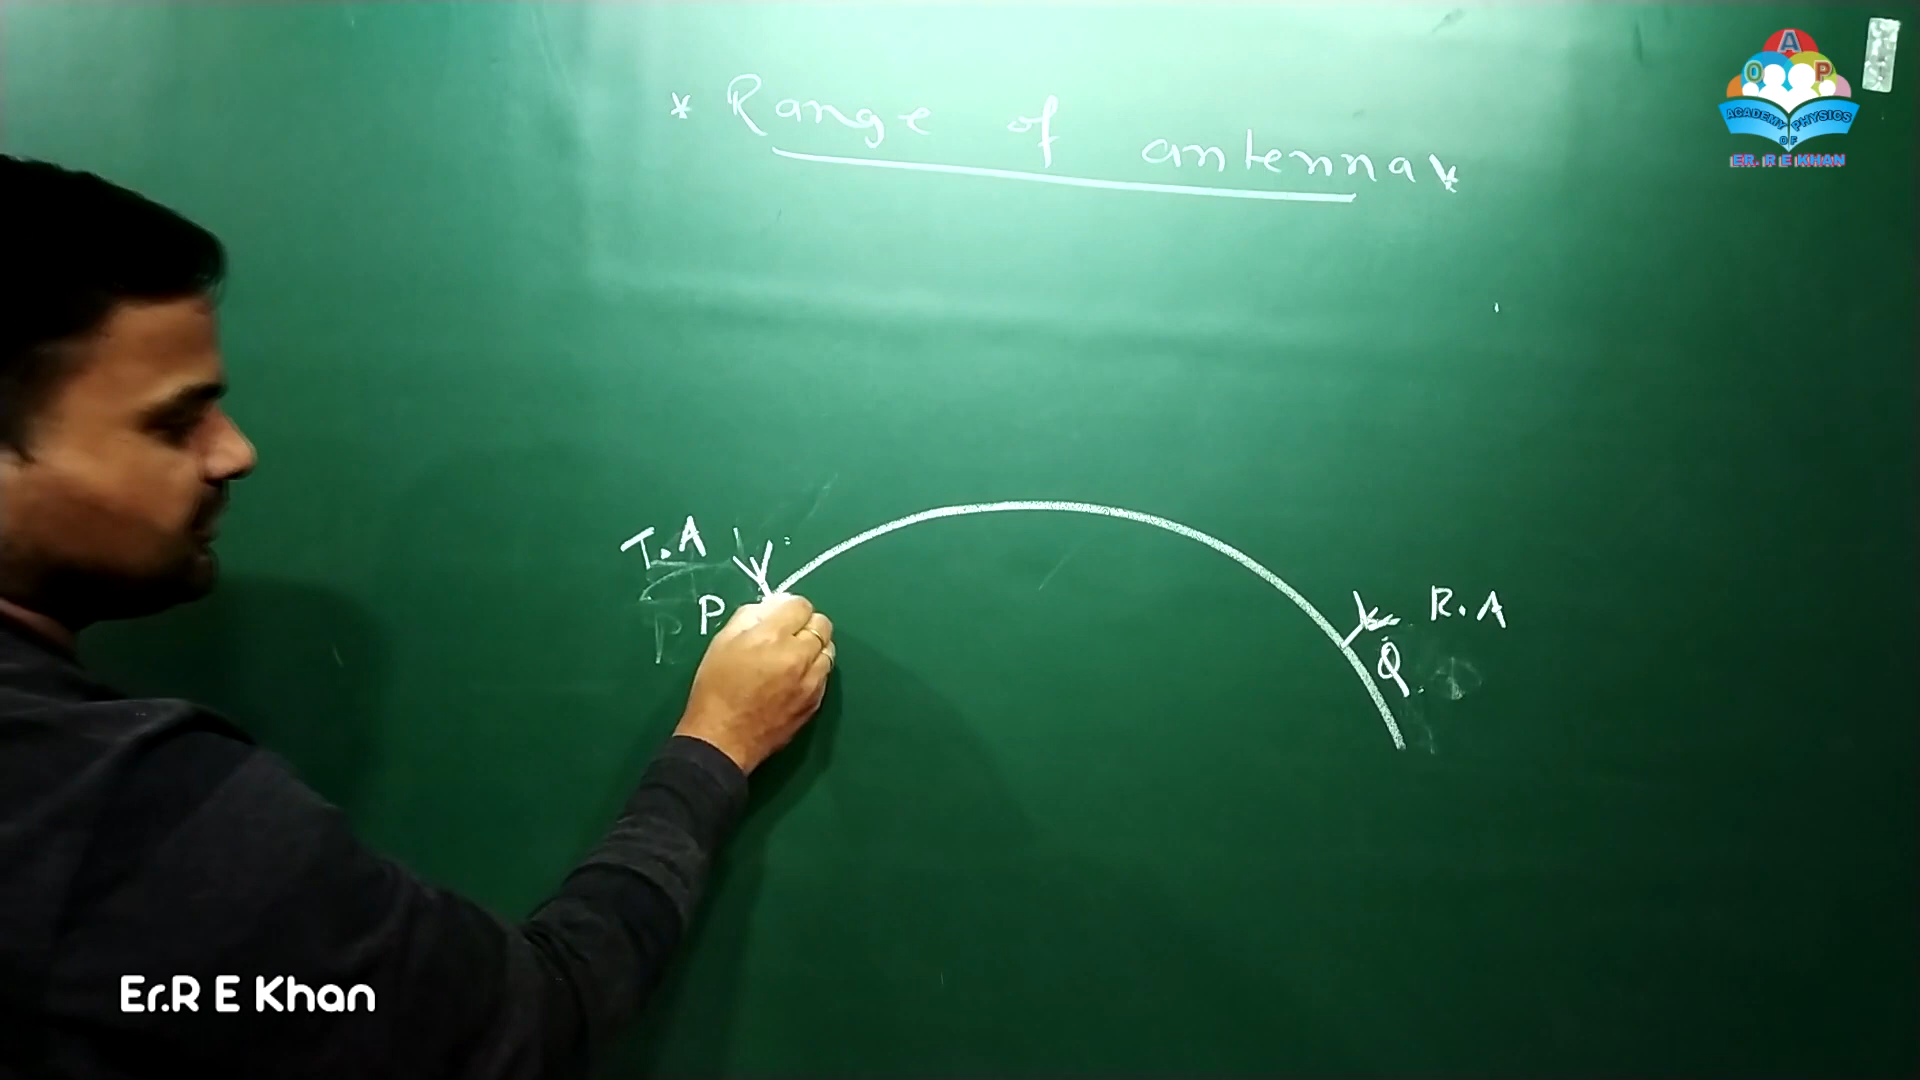 * Range of antenna *
T.A
P
R.A
Q
A
O P
ACADEMY PHYSICS
OF
ER. R E KHAN
Er.R E Khan